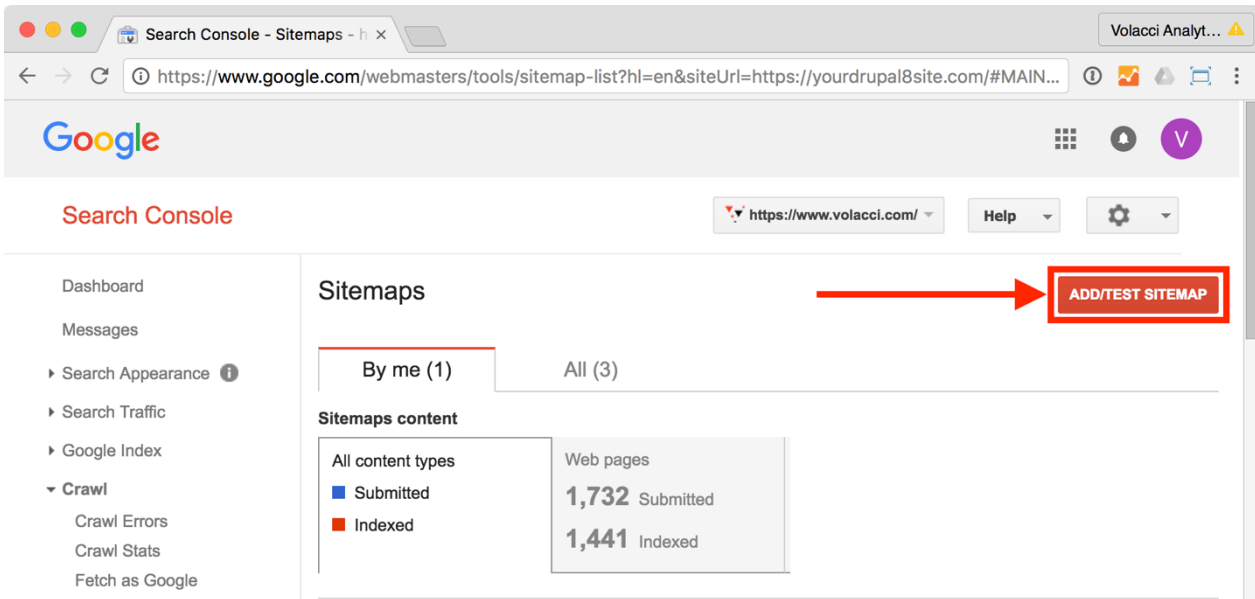 Search Console - Sitemaps - h
Volacci Analyt...
https://www.google.com/webmasters/tools/sitemap-list?hl=en&siteUrl=https://yourdrupal8site.com/#MAIN...
Google
V
Search Console
https://www.volacci.com/
Help
Dashboard
Messages
Search Appearance
Search Traffic
Google Index
Crawl
Crawl Errors
Crawl Stats
Fetch as Google
Sitemaps
ADD/TEST SITEMAP
By me (1)
All (3)
Sitemaps content
All content types
Submitted
Indexed
Web pages
1,732 Submitted
1,441 Indexed